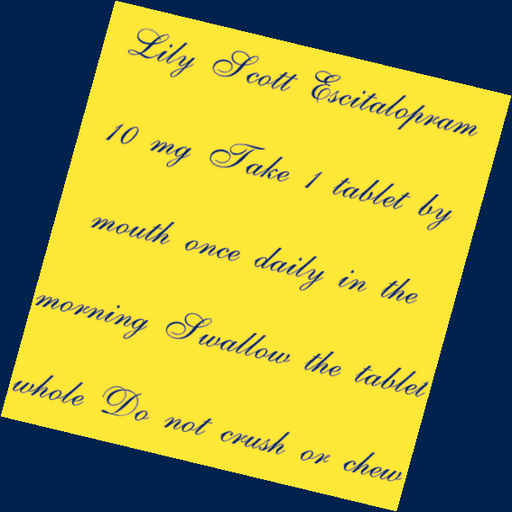 Lily Scott Escitalopram
10 mg Take 1 tablet by
mouth once daily in the
morning Swallow the tablet
whole Do not crush or chew